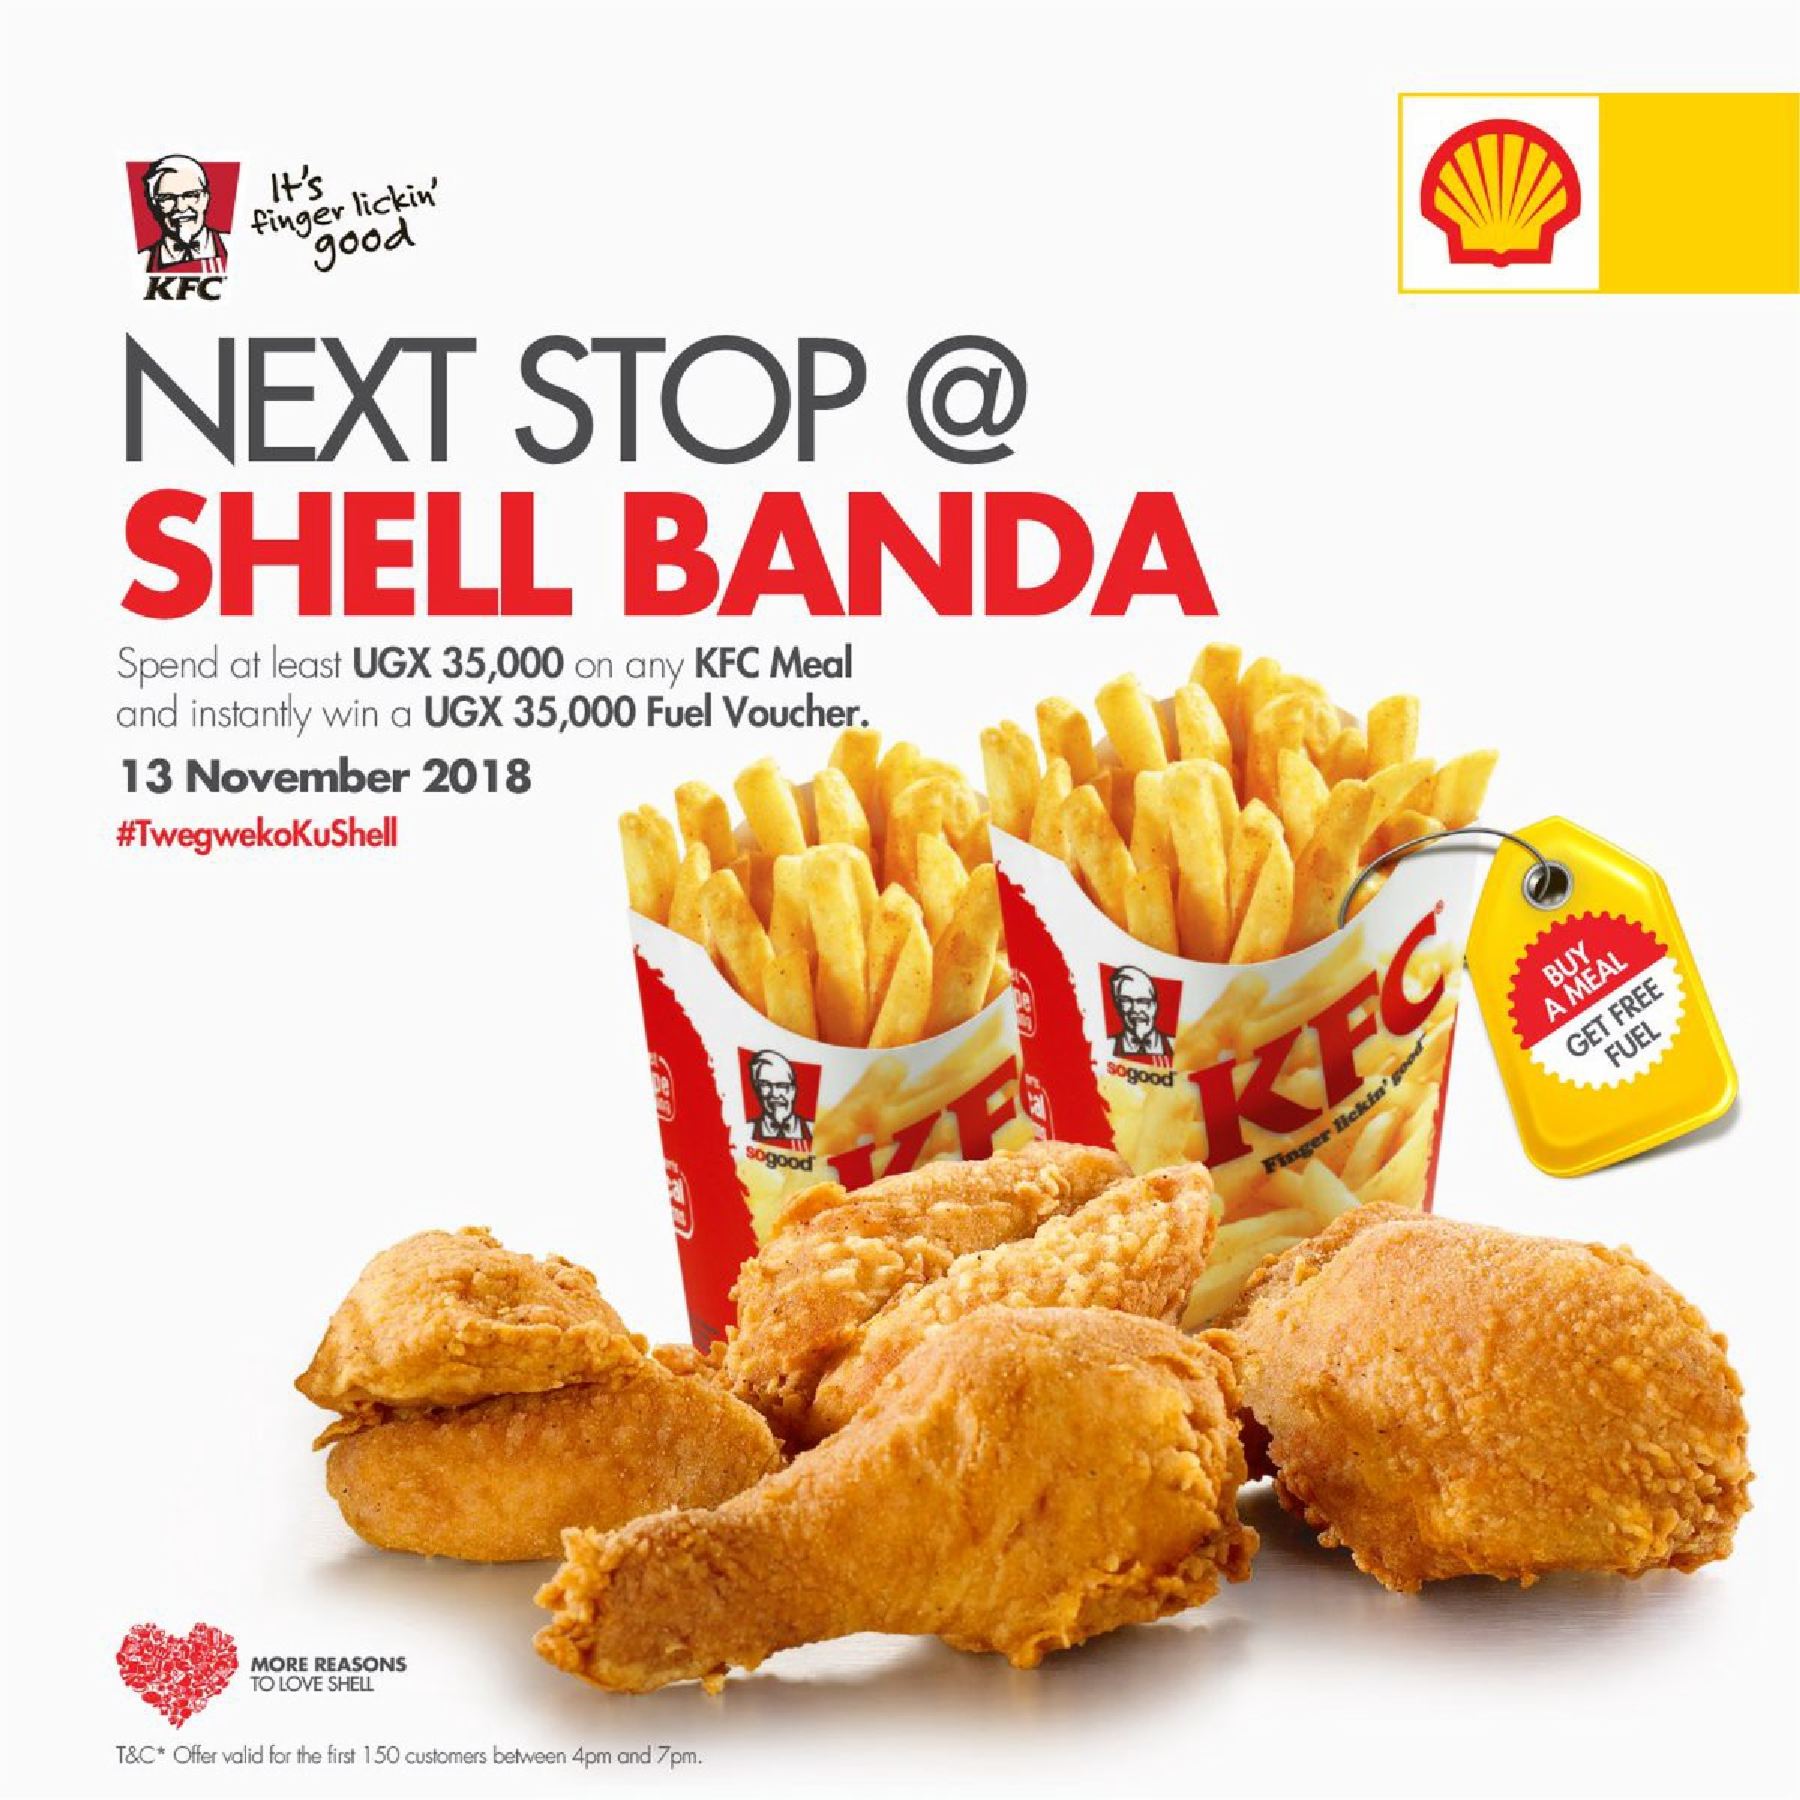 It's
finger lickin'
good
KFC
NEXT STOP @
SHELL BANDA
Spend at least UGX 35,000 on any KFC Meal
and instantly win a UGX 35,000 Fuel Voucher.
13 November 2018
#TwegwekoKuShell
BUY
A MEAL
GET FREE
FUEL
sogood
KFC
Finger lickin' good
sogood
KF
MORE REASONS
TO LOVE SHELL
T&C* Offer valid for the first 150 customers between 4pm and 7pm.